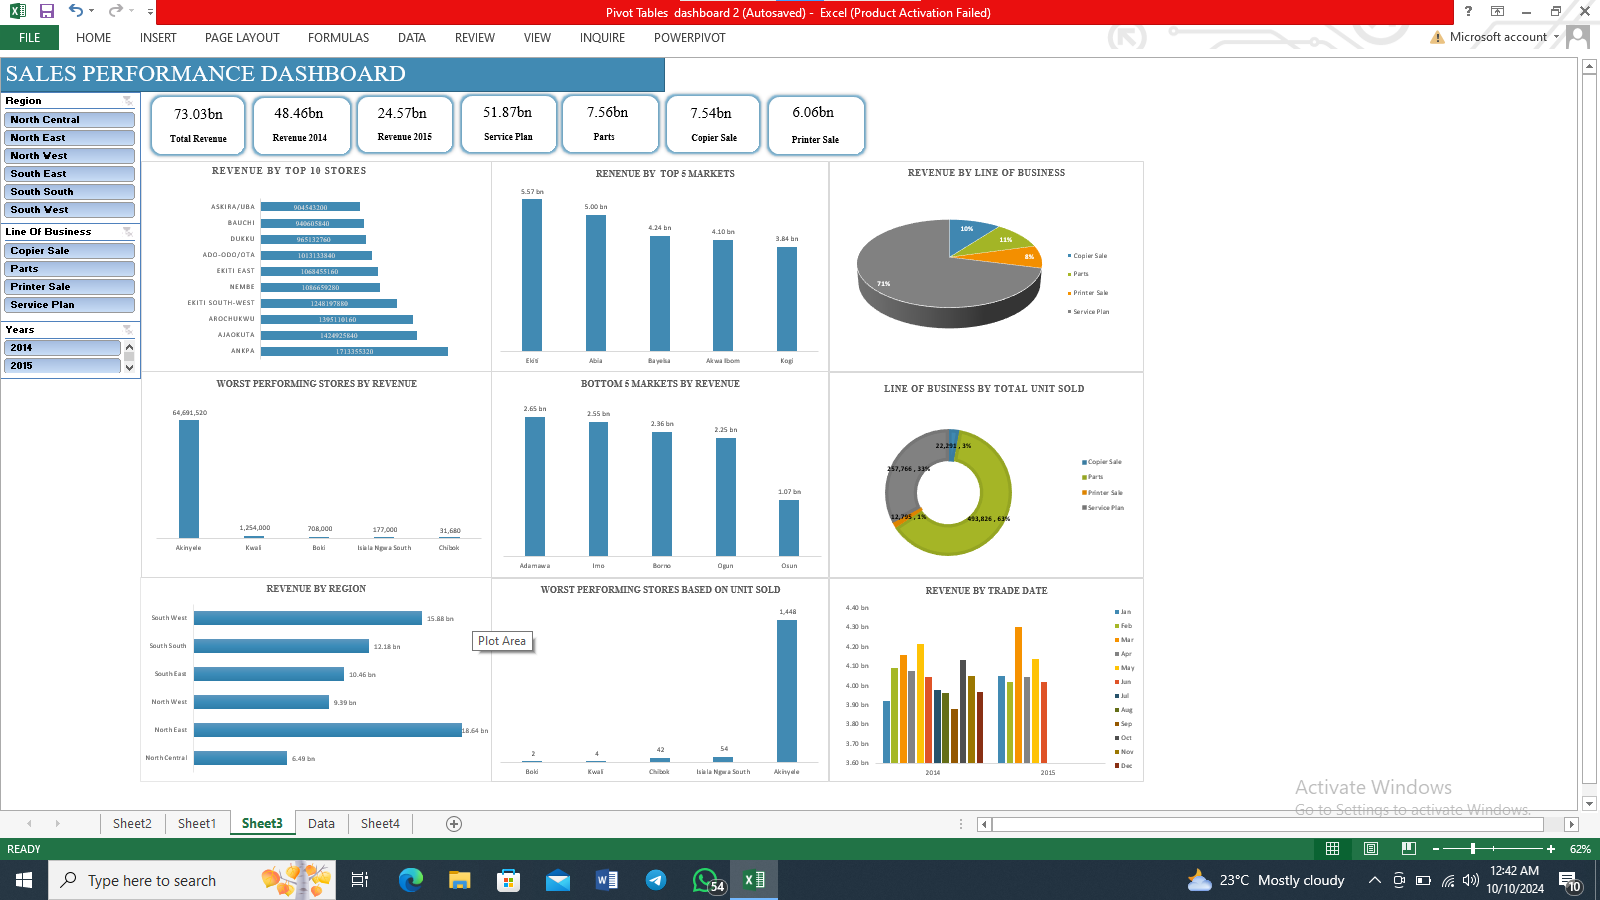 Pivot Tables dashboard 2 (Autosaved) - Excel (Product Activation Failed)
?
FILE HOME INSERT PAGE LAYOUT FORMULAS DATA REVIEW VIEW INQUIRE POWERPIVOT
Microsoft account
SALES PERFORMANCE DASHBOARD
Region
North Central
North East
North West
South East
South South
South West
Line Of Business
Copier Sale
Parts
Printer Sale
Service Plan
Years
2014
2015
73.03bn
Total Revenue
48.46bn
Revenue 2014
24.57bn
Revenue 2015
51.87bn
Service Plan
7.56bn
Parts
7.54bn
Copier Sale
6.06bn
Printer Sale
REVENUE BY TOP 10 STORES
ASKIRA/UBA 904543200
BAUCHI 940605840
DUKKU 965132760
ADO-ODO/OTA 1013133840
EKITI EAST 1068455160
NEMBE 1086659280
EKITI SOUTH-WEST 1248197880
AROCHUKWU 1395110160
AJAOKUTA 1424925840
ANKPA 1713355320
RENENUE BY TOP 5 MARKETS
5.57 bn
5.00 bn
4.24 bn
4.10 bn
3.84 bn
Ekiti Abia Bayelsa Akwa Ibom Kogi
REVENUE BY LINE OF BUSINESS
10%
11%
8%
71%
Copier Sale
Parts
Printer Sale
Service Plan
WORST PERFORMING STORES BY REVENUE
64,691,520
1,254,000
708,000
177,000
31,680
Akinyele Kwali Boki Isiala Ngwa South Chibok
BOTTOM 5 MARKETS BY REVENUE
2.65 bn
2.55 bn
2.36 bn
2.25 bn
1.07 bn
Adamawa Imo Borno Ogun Osun
LINE OF BUSINESS BY TOTAL UNIT SOLD
22,291 , 3%
257,766 , 33%
12,795 , 1%
493,826 , 63%
Copier Sale
Parts
Printer Sale
Service Plan
REVENUE BY REGION
South West 15.88 bn
South South 12.18 bn
South East 10.46 bn
North West 9.39 bn
North East 18.64 bn
North Central 6.49 bn
Plot Area
WORST PERFORMING STORES BASED ON UNIT SOLD
1,448
2
4
42
54
Boki Kwali Chibok Isiala Ngwa South Akinyele
REVENUE BY TRADE DATE
4.40 bn
4.30 bn
4.20 bn
4.10 bn
4.00 bn
3.90 bn
3.80 bn
3.70 bn
3.60 bn
2014 2015
Jan
Feb
Mar
Apr
May
Jun
Jul
Aug
Sep
Oct
Nov
Dec
Activate Windows
Go to Settings to activate Windows.
Sheet2 Sheet1 Sheet3 Data Sheet4
READY
62%
Type here to search
54
23°C Mostly cloudy
12:42 AM
10/10/2024
10